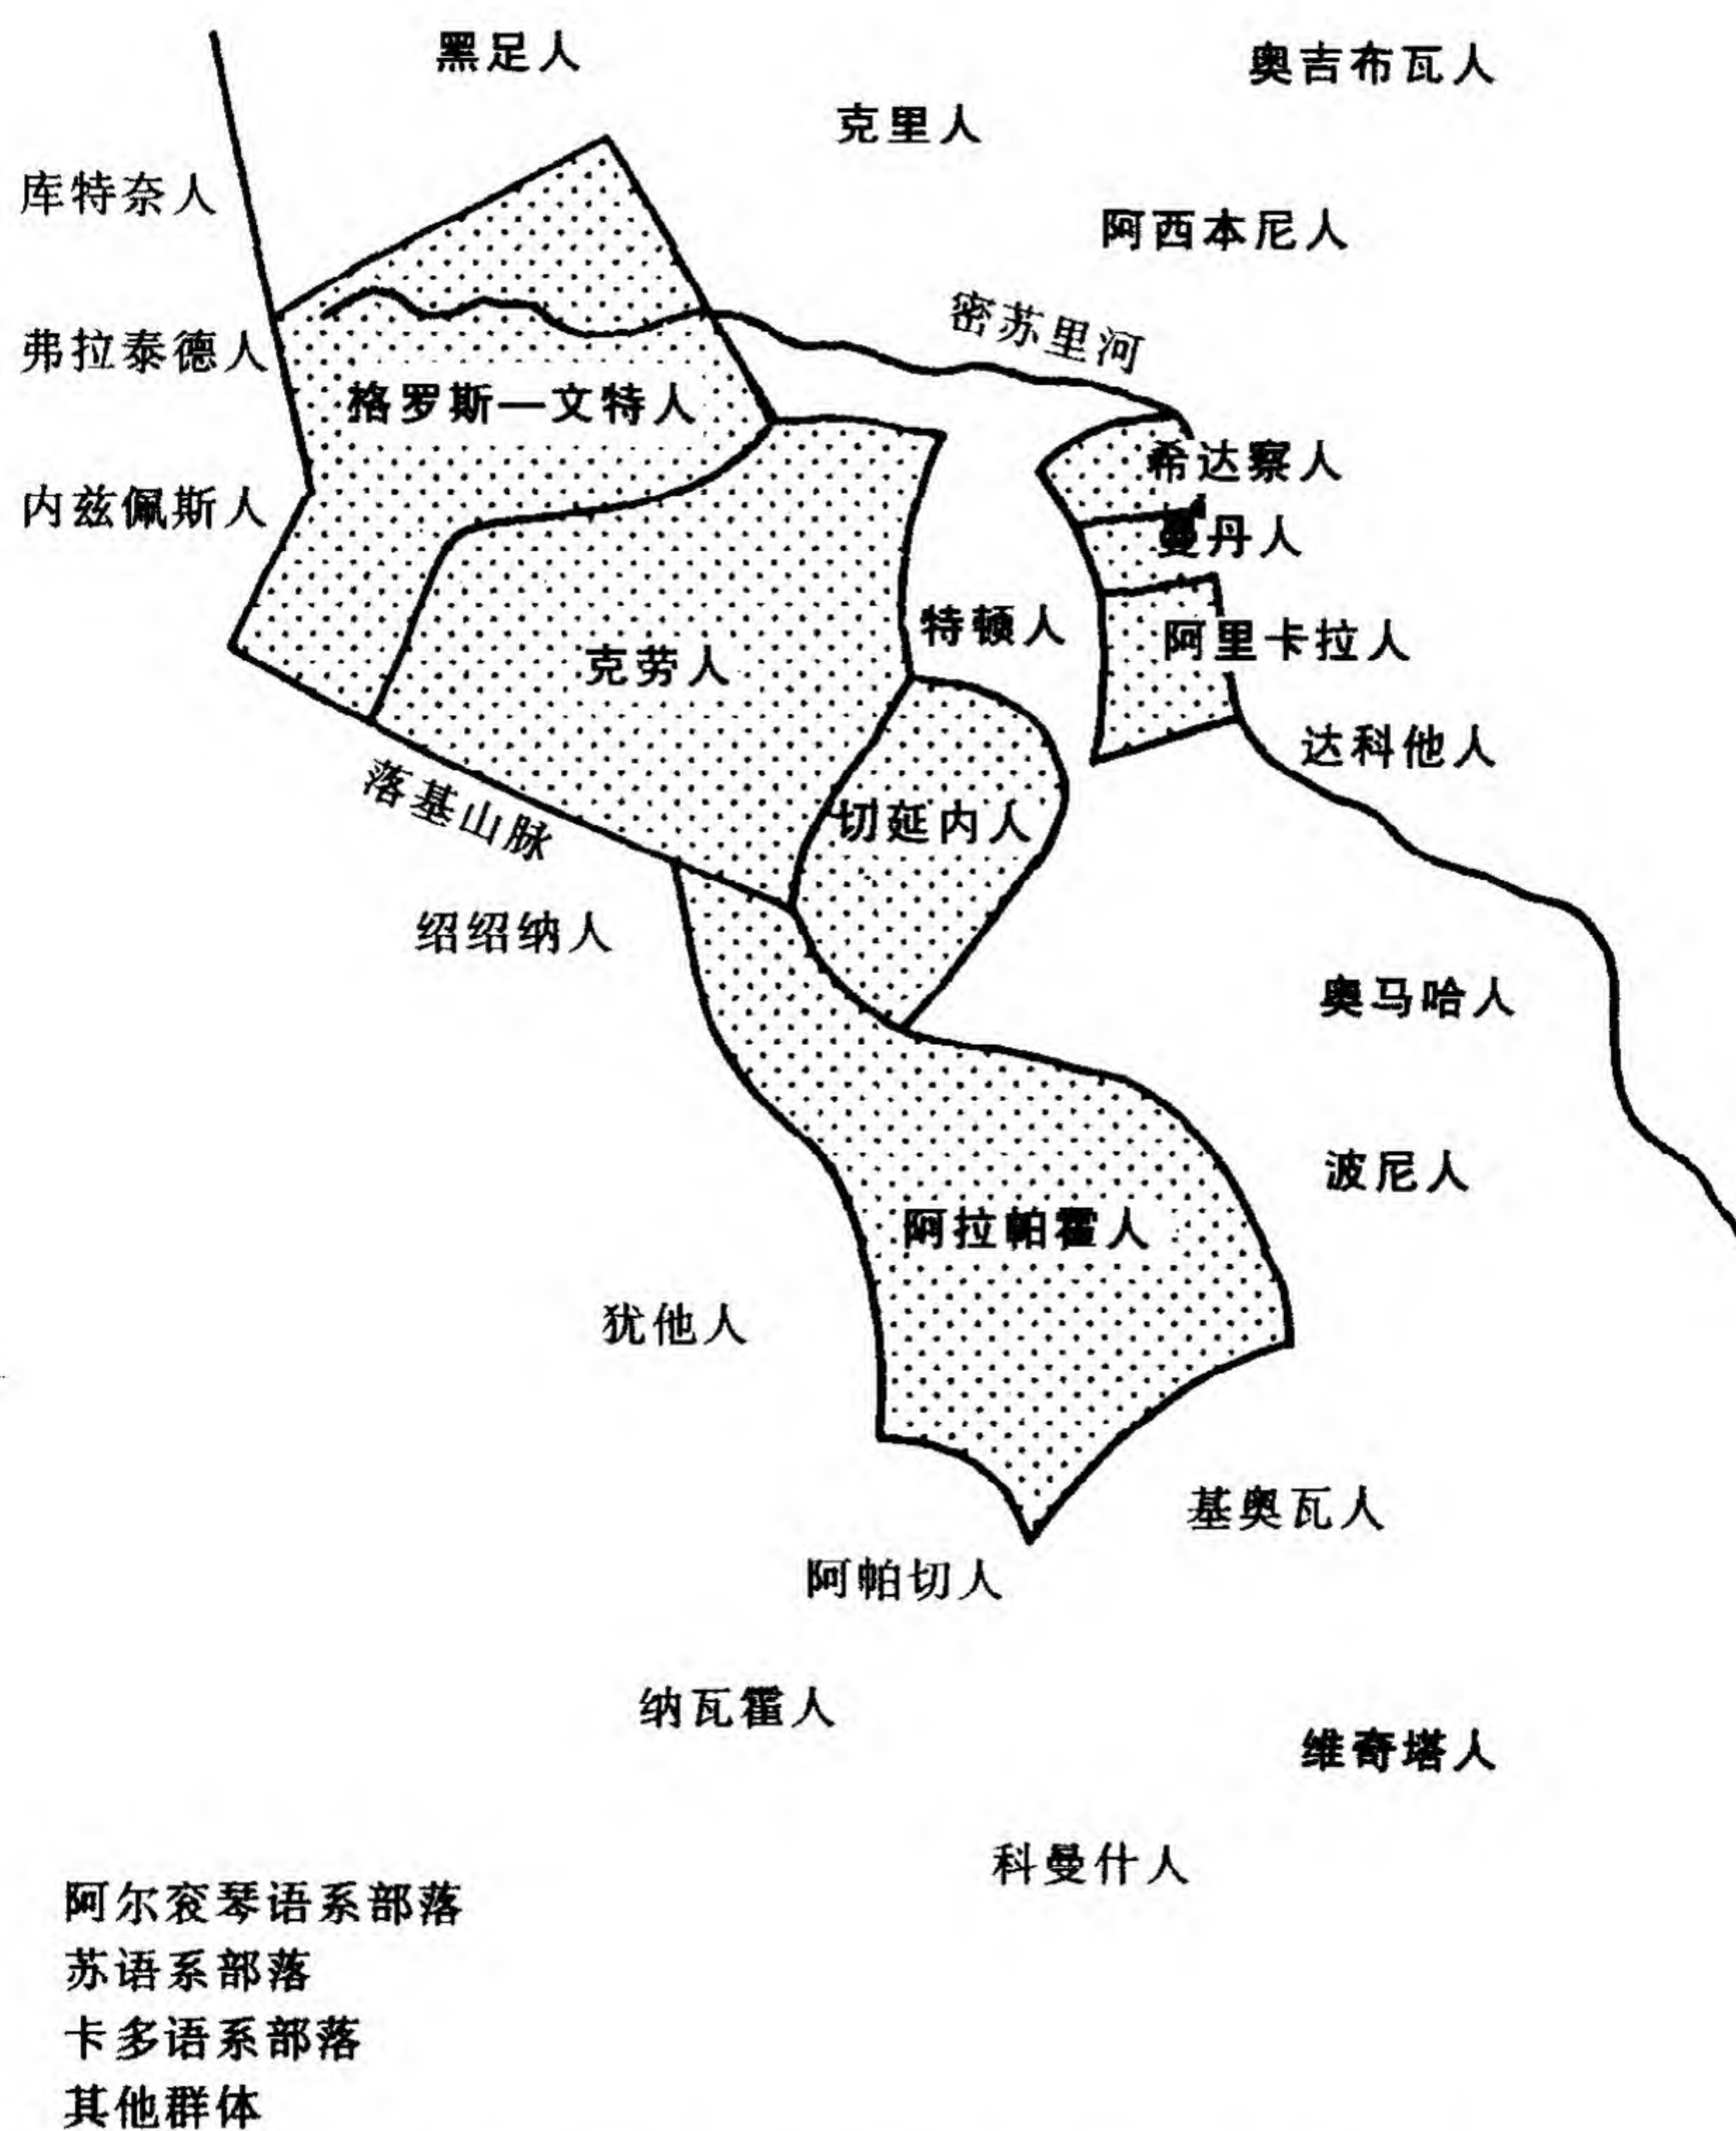 黑足人
奥吉布瓦人
克里人
库特奈人
阿西本尼人
密苏里河
弗拉泰德人
格罗斯—文特人
希达察人
内兹佩斯人
曼丹人
特顿人
阿里卡拉人
克劳人
达科他人
落基山脉
切延内人
绍绍纳人
奥马哈人
波尼人
阿拉帕霍人
犹他人
基奥瓦人
阿帕切人
纳瓦霍人
维奇塔人
科曼什人
阿尔衮琴语系部落
苏语系部落
卡多语系部落
其他群体